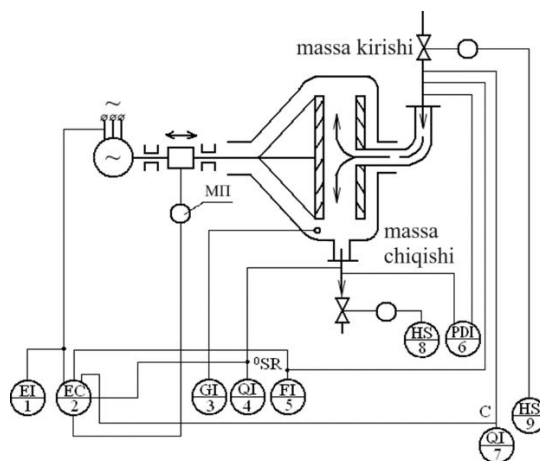 massa kirishi
~
~
МП
massa
chiqishi
HS
8
PDI
6
⁰SR
EI
1
EC
2
GI
3
QI
4
FI
5
C
QI
7
HS
9